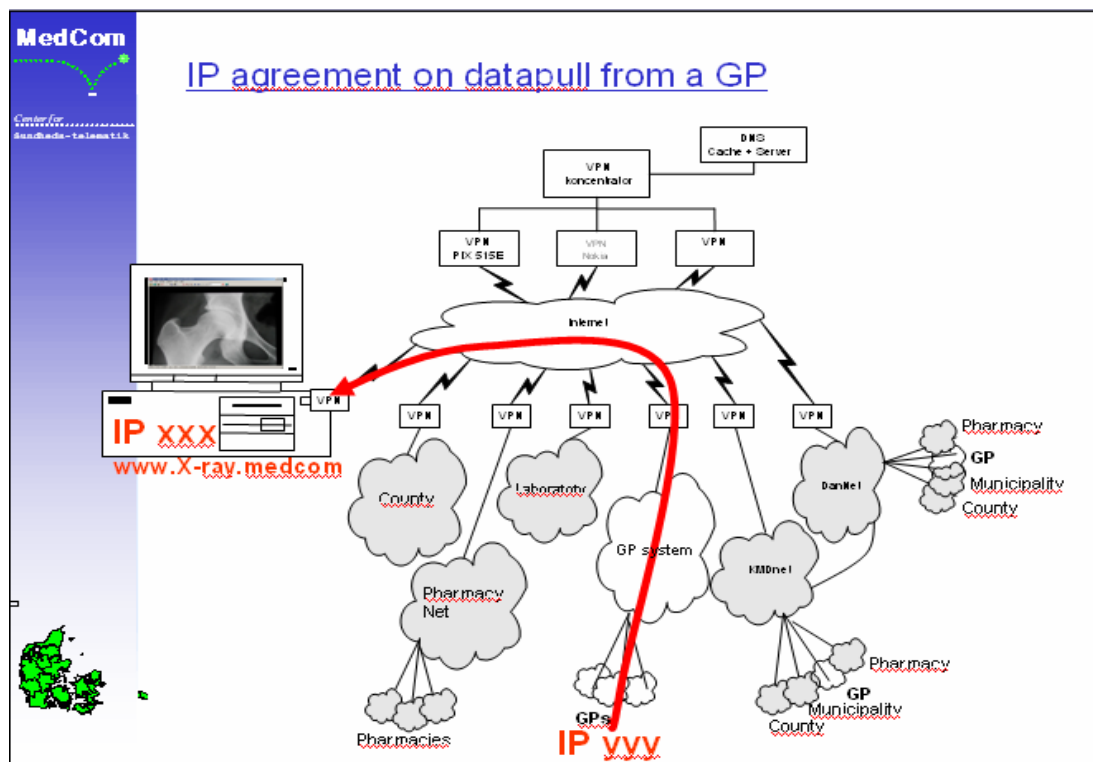 MedCom
Center for
Sundheds-telematik
IP agreement on datapull from a GP
DNS
Cache + Server
VPN
koncentrator
VPN
PIX 515E
VPN
Nokia
VPN
Internet
VPN
IP xxx
www.X-ray.medcom
VPN
VPN
VPN
VPN
VPN
VPN
County
Laboratory
Pharmacy
Net
GP system
KMDnet
DanNet
Pharmacy
GP
Municipality
County
Pharmacy
GP
Municipality
County
Pharmacies
GPs
IP yyy